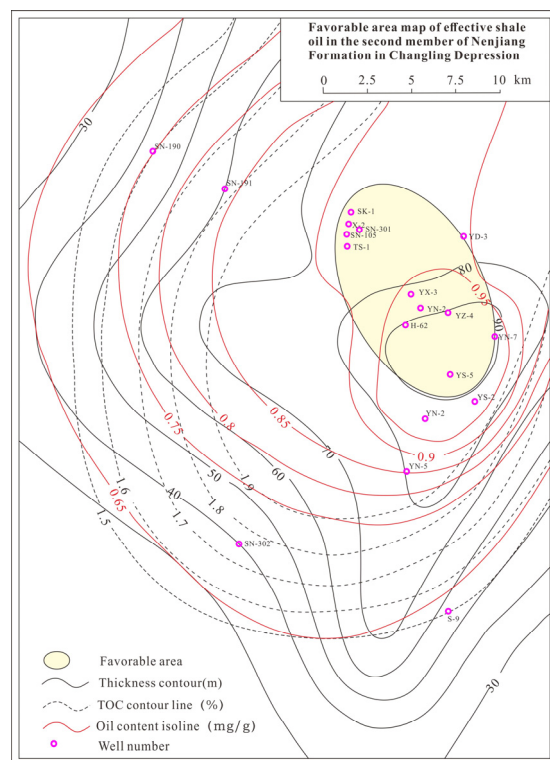 Favorable area map of effective shale
oil in the second member of Nenjiang
Formation in Changling Depression
0 2.5 5 7.5 10 km
30
SN-190
SN-191
SK-1
X-2
SN-301
SN-105
TS-1
YD-3
80
0.95
YX-3
YN-2
YZ-4
H-62
90
YN-7
YS-5
YS-2
YN-2
0.85
0.8
0.75
0.9
YN-5
70
60
50
40
1.9
1.8
1.7
1.6
1.5
0.65
SN-302
S-9
30
Favorable area
Thickness contour(m)
TOC contour line (%)
Oil content isoline (mg/g)
Well number